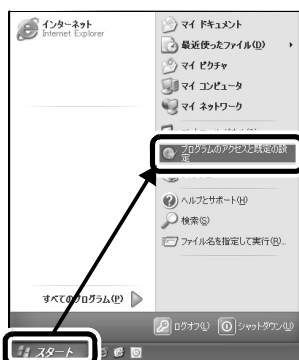 インターネット
Internet Explorer
マイ ドキュメント
最近使ったファイル(D)
マイ ピクチャ
マイ コンピュータ
マイ ネットワーク
プログラムのアクセスと既定の設
定
ヘルプとサポート(H)
検索(S)
ファイル名を指定して実行(R)...
すべてのプログラム(P)
ログオフ(L)
シャットダウン(U)
スタート